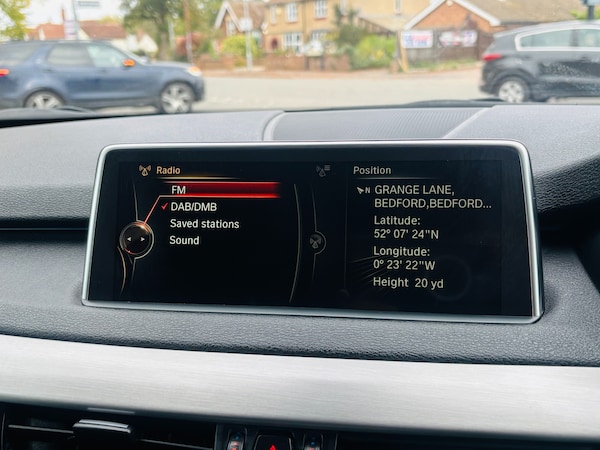 Radio
FM
DAB/DMB
Saved stations
Sound
Position
N GRANGE LANE,
BEDFORD,BEDFORD...
Latitude:
52° 07' 24"N
Longitude:
0° 23' 22"W
Height 20 yd